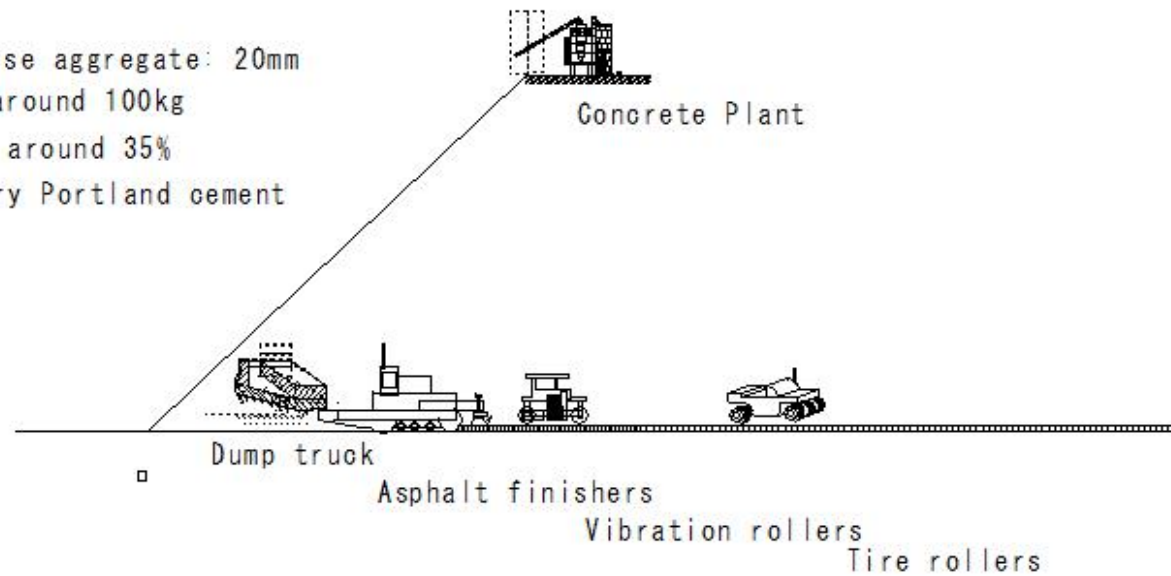 se aggregate: 20mm
around 100kg
around 35%
ry Portland cement
Concrete Plant
Dump truck
Asphalt finishers
Vibration rollers
Tire rollers